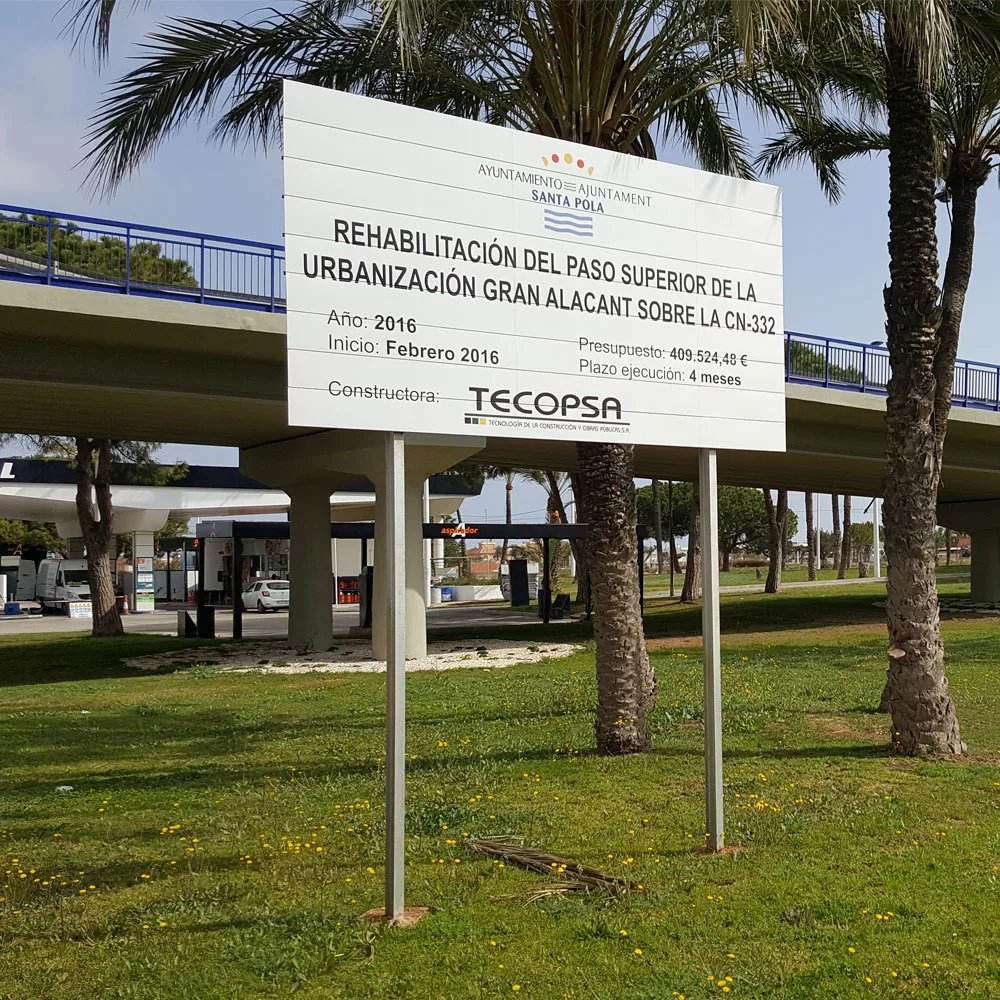 AYUNTAMIENTO AJUNTAMENT
SANTA POLA
REHABILITACIÓN DEL PASO SUPERIOR DE LA
URBANIZACIÓN GRAN ALACANT SOBRE LA CN-332
Año: 2016
Inicio: Febrero 2016
Presupuesto: 409.524,48 €
Plazo ejecución: 4 meses
Constructora:
TECOPSA
TECNOLOGÍA DE LA CONSTRUCCIÓN Y OBRAS PÚBLICAS, S.A.
L
aspirador